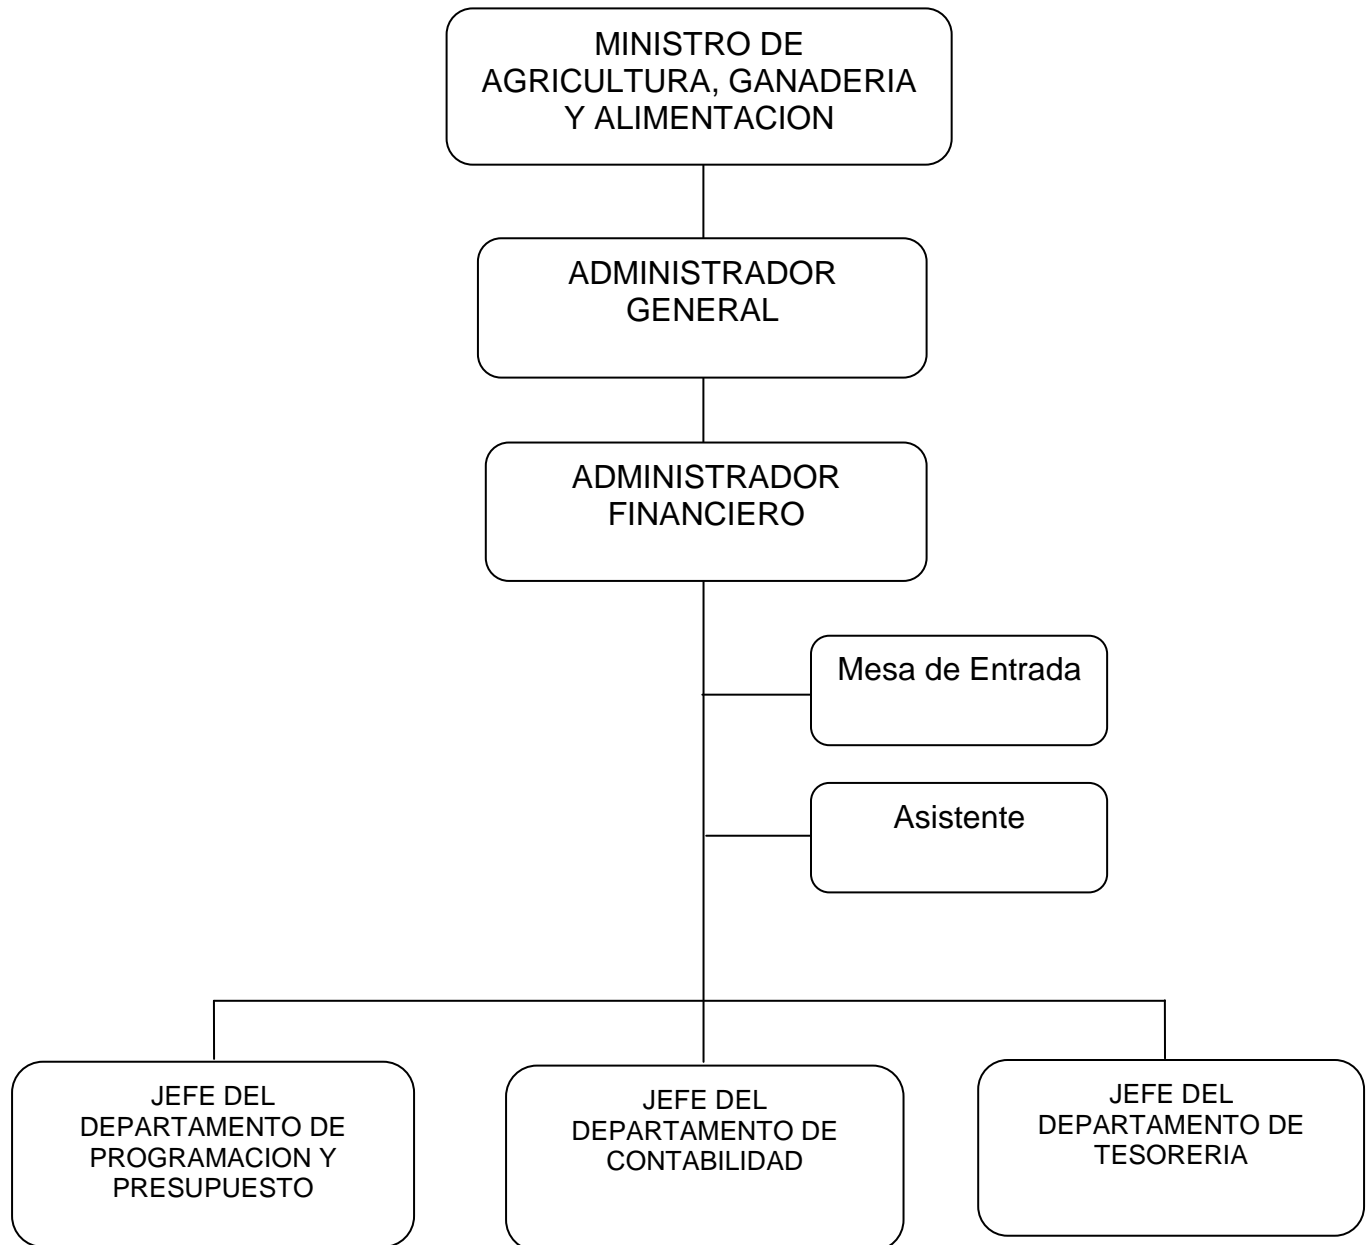 MINISTRO DE
AGRICULTURA, GANADERIA
Y ALIMENTACION
ADMINISTRADOR
GENERAL
ADMINISTRADOR
FINANCIERO
Mesa de Entrada
Asistente
JEFE DEL
DEPARTAMENTO DE
PROGRAMACION Y
PRESUPUESTO
JEFE DEL
DEPARTAMENTO DE
CONTABILIDAD
JEFE DEL
DEPARTAMENTO DE
TESORERIA